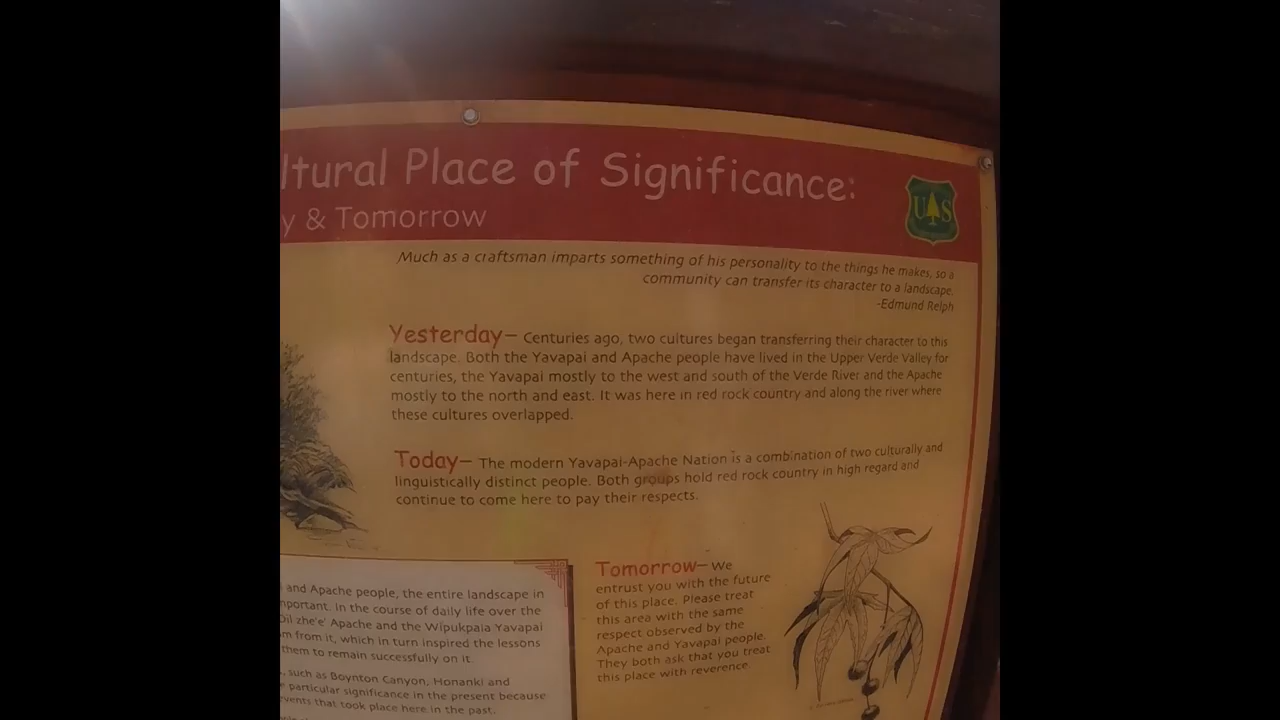 ltural Place of Significance:
y & Tomorrow
US
Much as a craftsman imparts something of his personality to the things he makes, so a
community can transfer its character to a landscape.
-Edmund Relph
Yesterday— Centuries ago, two cultures began transferring their character to this
landscape. Both the Yavapai and Apache people have lived in the Upper Verde Valley for
centuries, the Yavapai mostly to the west and south of the Verde River and the Apache
mostly to the north and east. It was here in red rock country and along the river where
these cultures overlapped.
Today— The modern Yavapai-Apache Nation is a combination of two culturally and
linguistically distinct people. Both groups hold red rock country in high regard and
continue to come here to pay their respects.
Tomorrow— We
entrust you with the future
of this place. Please treat
this area with the same
respect observed by the
Apache and Yavapai people.
They both ask that you treat
this place with reverence.
and Apache people, the entire landscape in
mportant. In the course of daily life over the
Dil zhe'e' Apache and the Wipukpaia Yavapai
m from it, which in turn inspired the lessons
them to remain successfully on it.
, such as Boynton Canyon, Honanki and
particular significance in the present because
vents that took place here in the past.